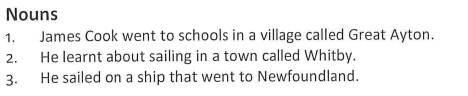 Nouns
1. James Cook went to schools in a village called Great Ayton.
2. He learnt about sailing in a town called Whitby.
3. He sailed on a ship that went to Newfoundland.